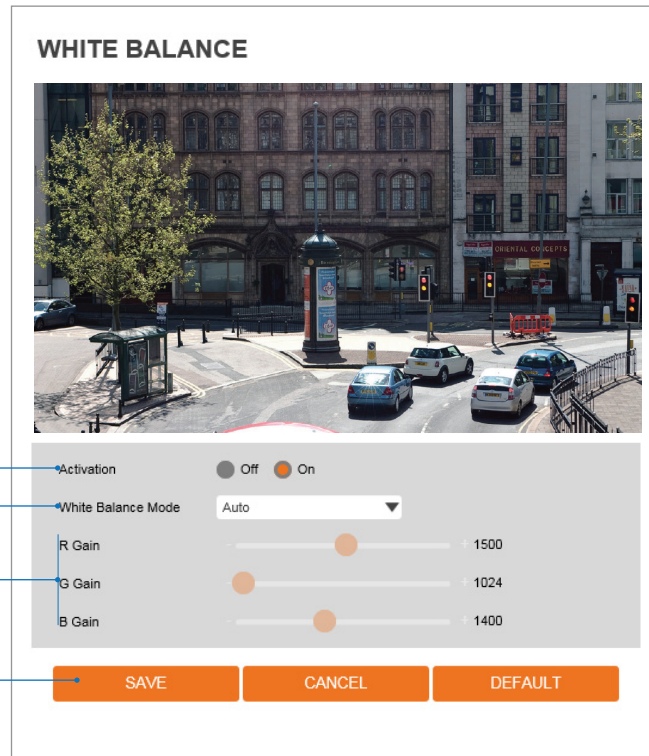 WHITE BALANCE
ORIENTAL CONCEPTS
Activation Off On
White Balance Mode Auto
R Gain - + 1500
G Gain - + 1024
B Gain - + 1400
SAVE CANCEL DEFAULT